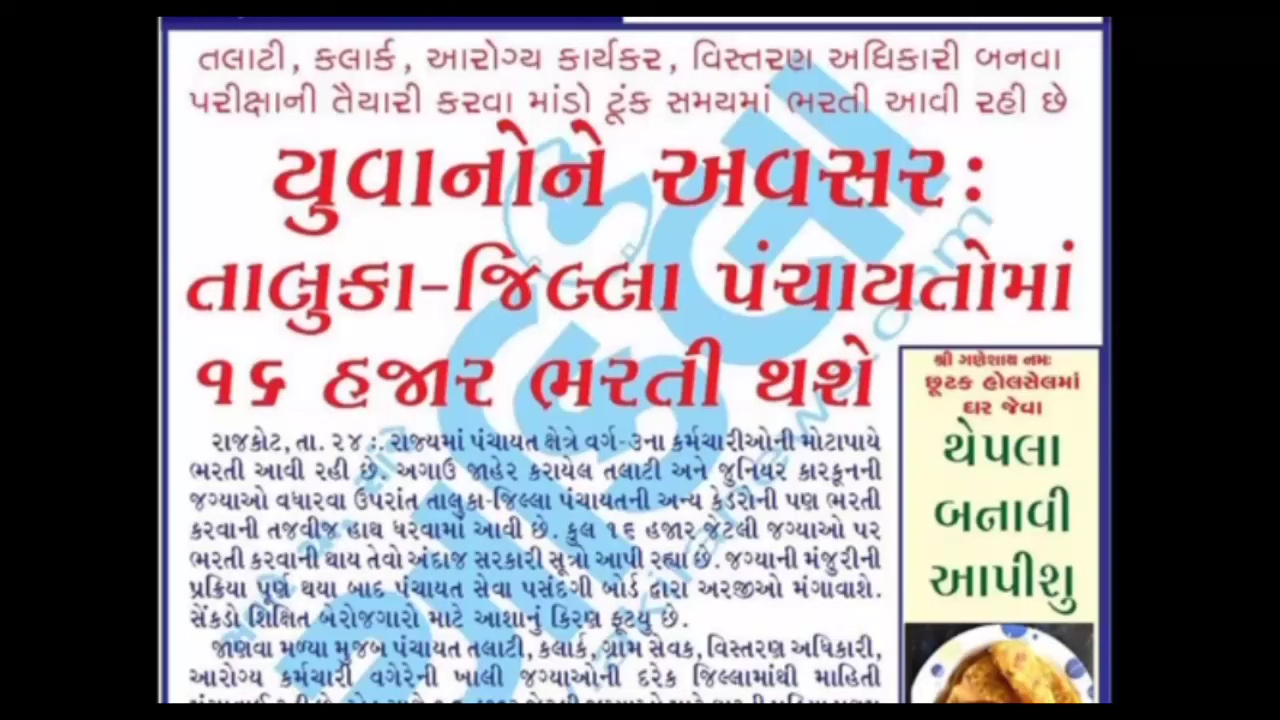 તલાટી, કલાર્ક, આરોગ્ય કાર્યકર, વિસ્તરણ અધિકારી બનવા
પરીક્ષાની તૈયારી કરવા માંડો ટૂંક સમયમાં ભરતી આવી રહી છે
યુવાનોને અવસર :
તાલુકા-જિલ્લા પંચાયતોમાં
૧૬ હજાર ભરતી થશે
રાજકોટ, તા. ૨૪ :. રાજ્યમાં પંચાયત ક્ષેત્રે વર્ગ-૩ના કર્મચારીઓની મોટાપાયે
ભરતી આવી રહી છે. અગાઉ જાહેર કરાયેલ તલાટી અને જુનિયર કારકૂનની
જગ્યાઓ વધારવા ઉપરાંત તાલુકા-જિલ્લા પંચાયતની અન્ય કેડરોની પણ ભરતી
કરવાની તજવીજ હાથ ધરવામાં આવી છે. કુલ ૧૬ હજાર જેટલી જગ્યાઓ પર
ભરતી કરવાની થાય તેવો અંદાજ સરકારી સૂત્રો આપી રહ્યા છે. જગ્યાની મંજુરીની
પ્રક્રિયા પૂર્ણ થયા બાદ પંચાયત સેવા પસંદગી બોર્ડ દ્વારા અરજીઓ મંગાવાશે.
સેંકડો શિક્ષિત બેરોજગારો માટે આશાનું કિરણ ફૂટયુ છે.
જાણવા મળ્યા મુજબ પંચાયત તલાટી, કલાર્ક, ગ્રામ સેવક, વિસ્તરણ અધિકારી,
આરોગ્ય કર્મચારી વગેરેની ખાલી જગ્યાઓની દરેક જિલ્લામાંથી માહિતી
શ્રી ગણેશાય નમઃ
છૂટક હોલસેલમાં
ઘર જેવા
થેપલા
બનાવી
આપીશુ